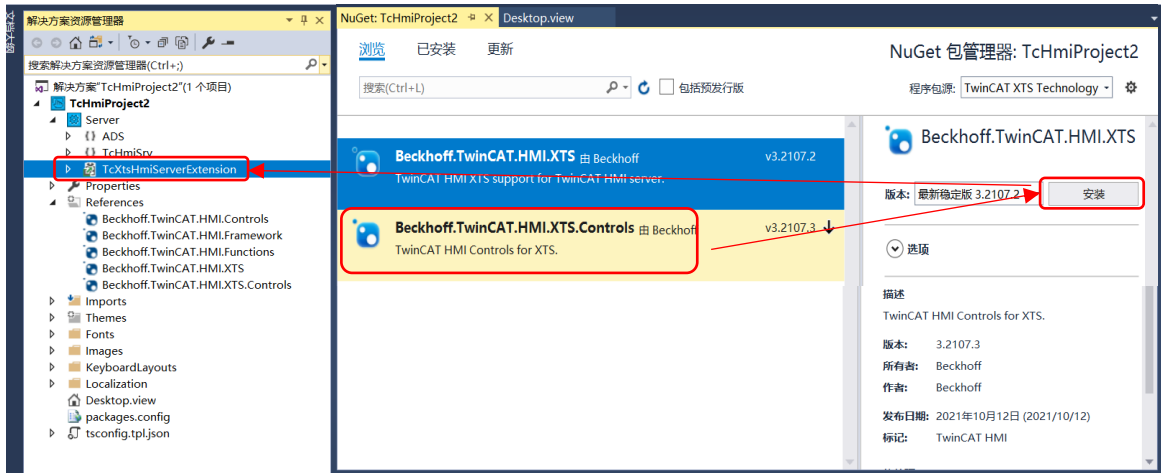 文档大纲
解决方案资源管理器
搜索解决方案资源管理器(Ctrl+;)
解决方案"TcHmiProject2"(1 个项目)
TcHmiProject2
Server
{} ADS
{} TcHmiSrv
TcXtsHmiServerExtension
Properties
References
Beckhoff.TwinCAT.HMI.Controls
Beckhoff.TwinCAT.HMI.Framework
Beckhoff.TwinCAT.HMI.Functions
Beckhoff.TwinCAT.HMI.XTS
Beckhoff.TwinCAT.HMI.XTS.Controls
Imports
Themes
Fonts
Images
KeyboardLayouts
Localization
Desktop.view
packages.config
tsconfig.tpl.json
NuGet: TcHmiProject2 Desktop.view
浏览 已安装 更新
NuGet 包管理器: TcHmiProject2
搜索(Ctrl+L) 包括预发行版
程序包源: TwinCAT XTS Technology
Beckhoff.TwinCAT.HMI.XTS 由 Beckhoff v3.2107.2
TwinCAT HMI XTS support for TwinCAT HMI server.
Beckhoff.TwinCAT.HMI.XTS.Controls 由 Beckhoff v3.2107.3
TwinCAT HMI Controls for XTS.
Beckhoff.TwinCAT.HMI.XTS
版本: 最新稳定版 3.2107.2 安装
选项
描述
TwinCAT HMI Controls for XTS.
版本: 3.2107.3
所有者: Beckhoff
作者: Beckhoff
发布日期: 2021年10月12日 (2021/10/12)
标记: TwinCAT HMI